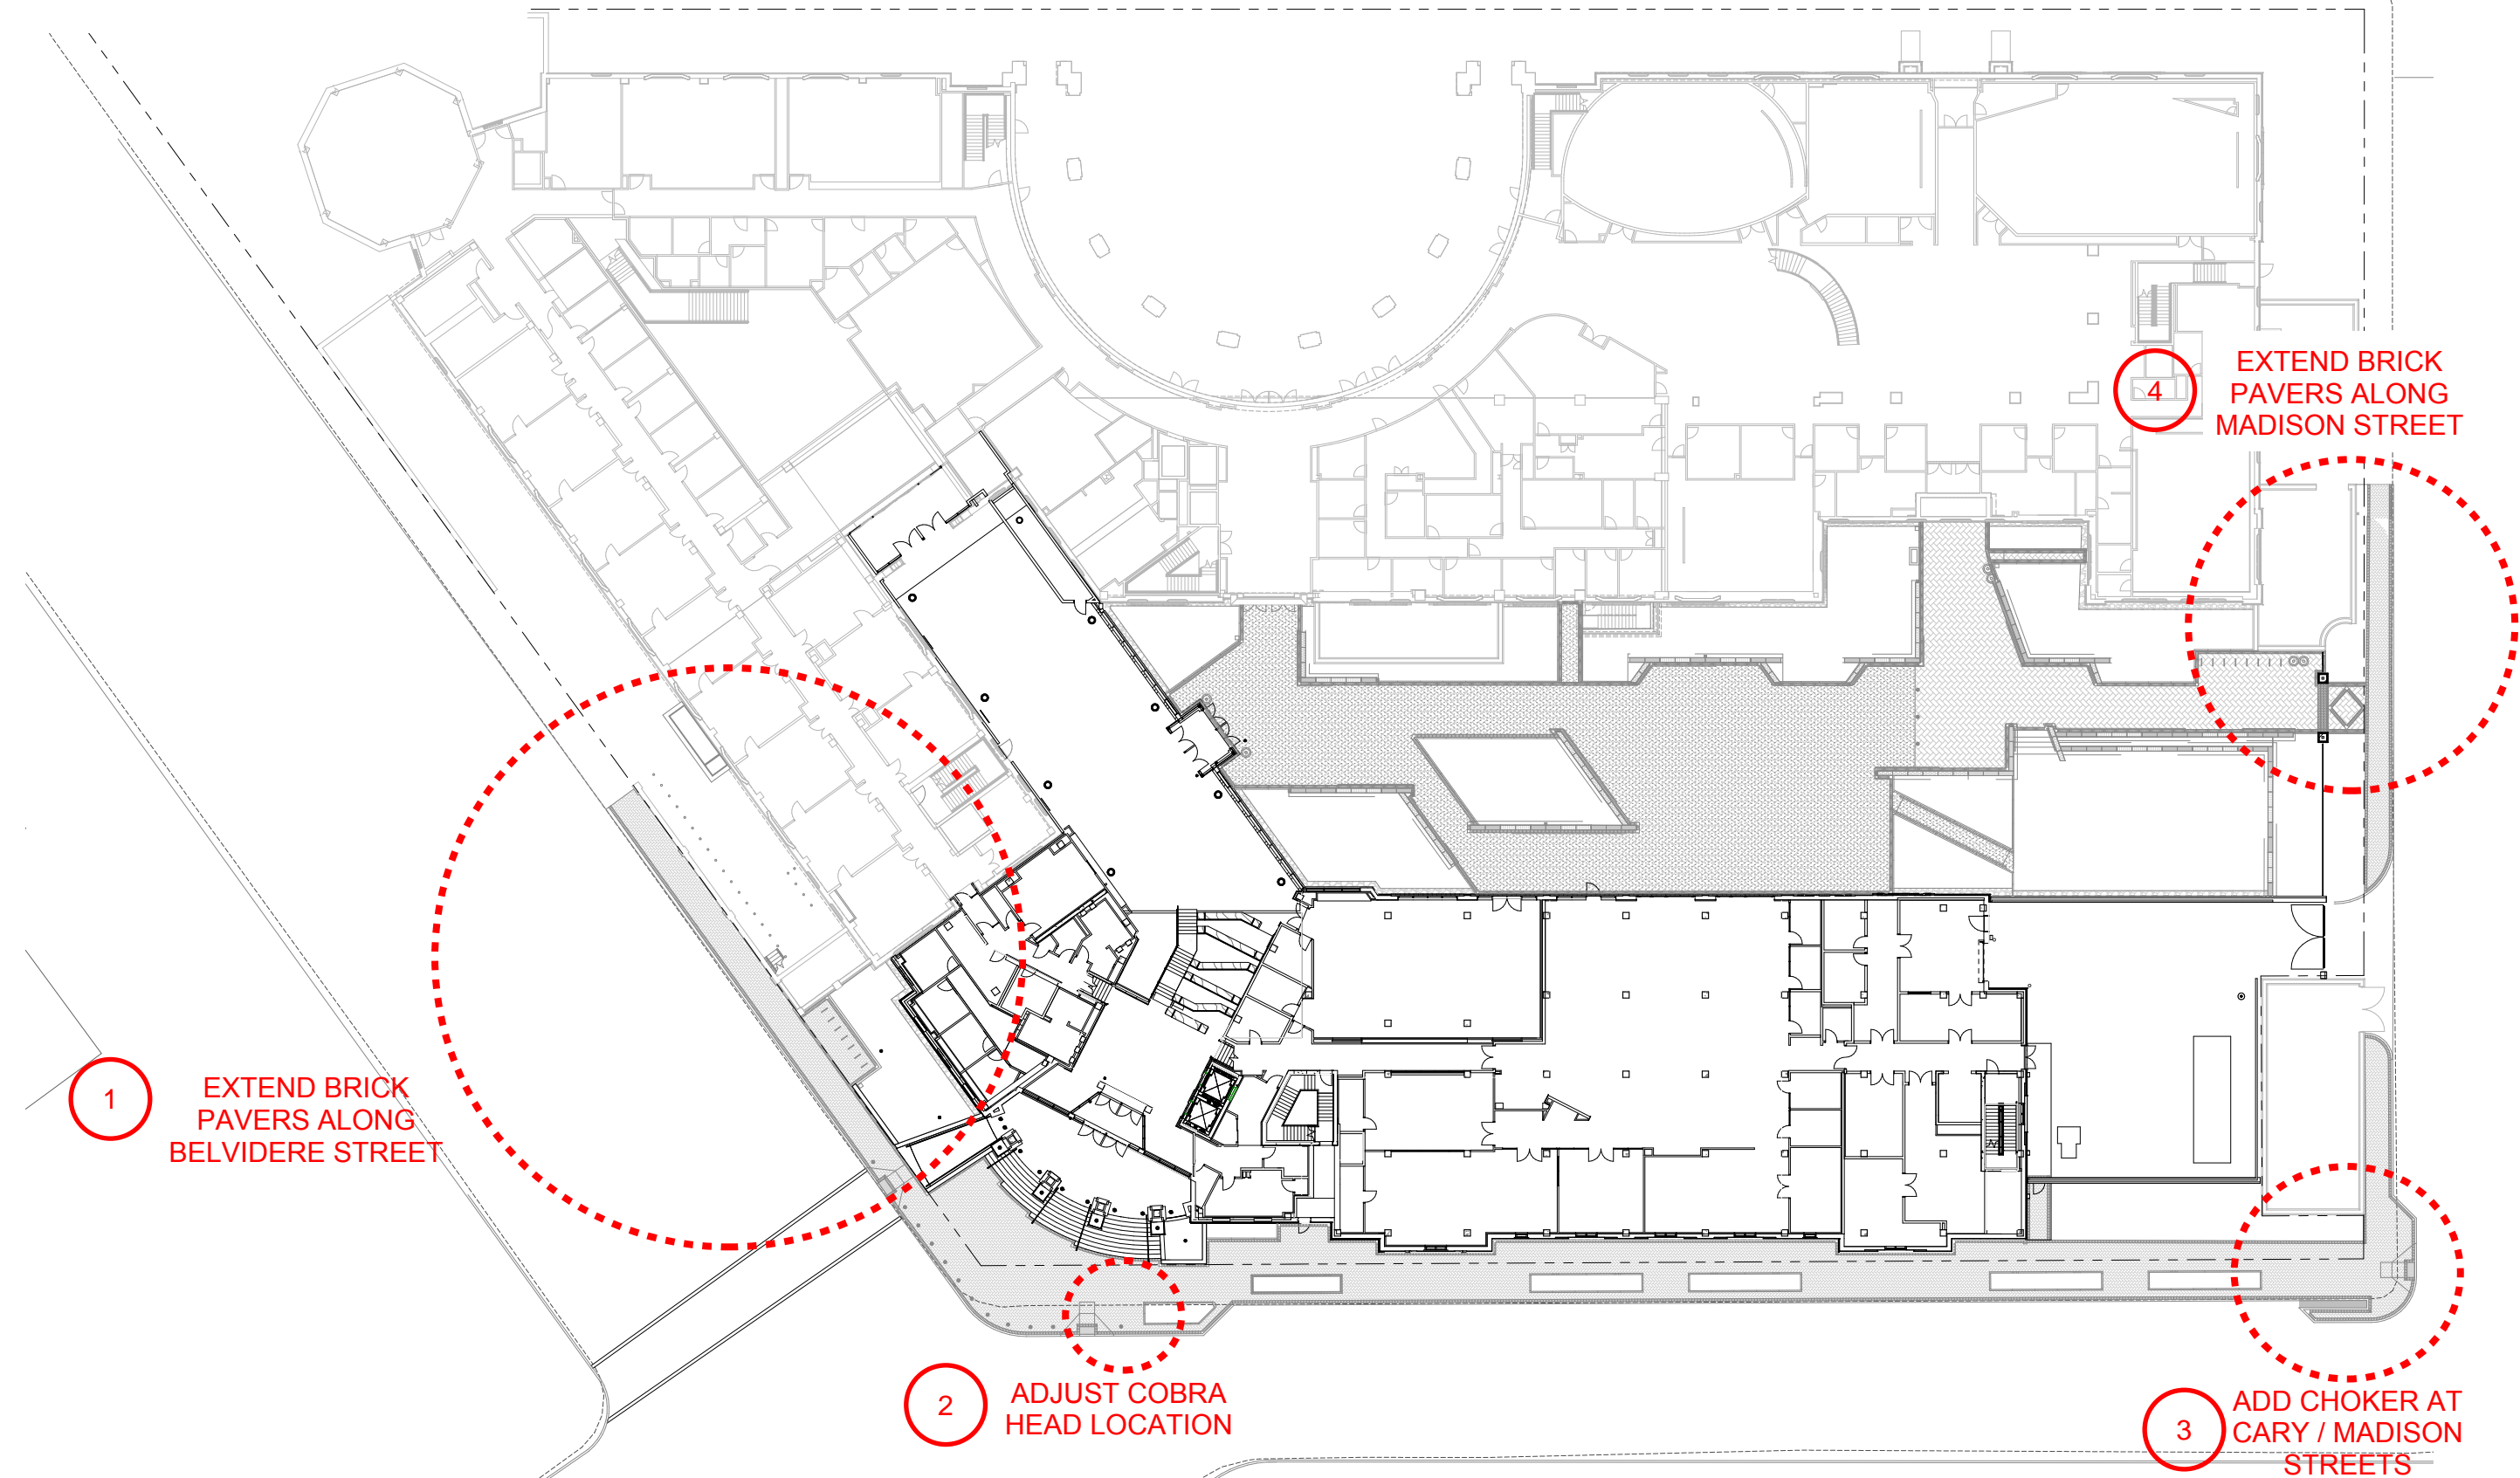 4
EXTEND BRICK
PAVERS ALONG
MADISON STREET
1
EXTEND BRICK
PAVERS ALONG
BELVIDERE STREET
2
ADJUST COBRA
HEAD LOCATION
3
ADD CHOKER AT
CARY / MADISON
STREETS